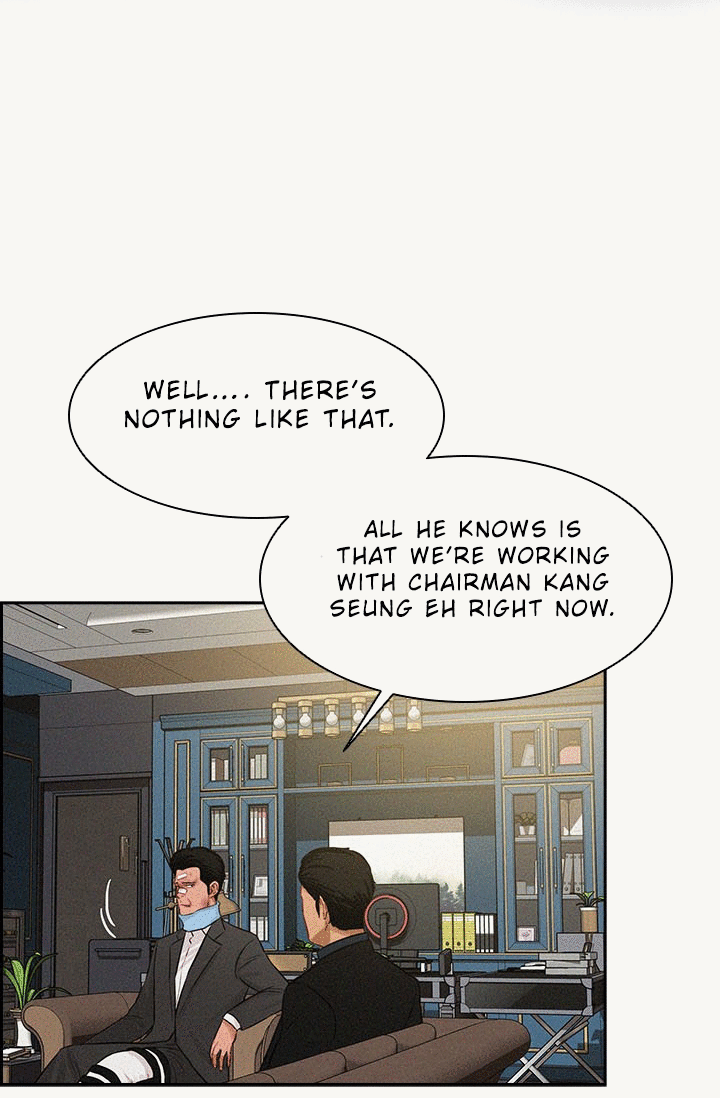 WELL.... THERE'S
NOTHING LIKE THAT.
ALL HE KNOWS IS
THAT WE'RE WORKING
WITH CHAIRMAN KANG
SEUNG EH RIGHT NOW.